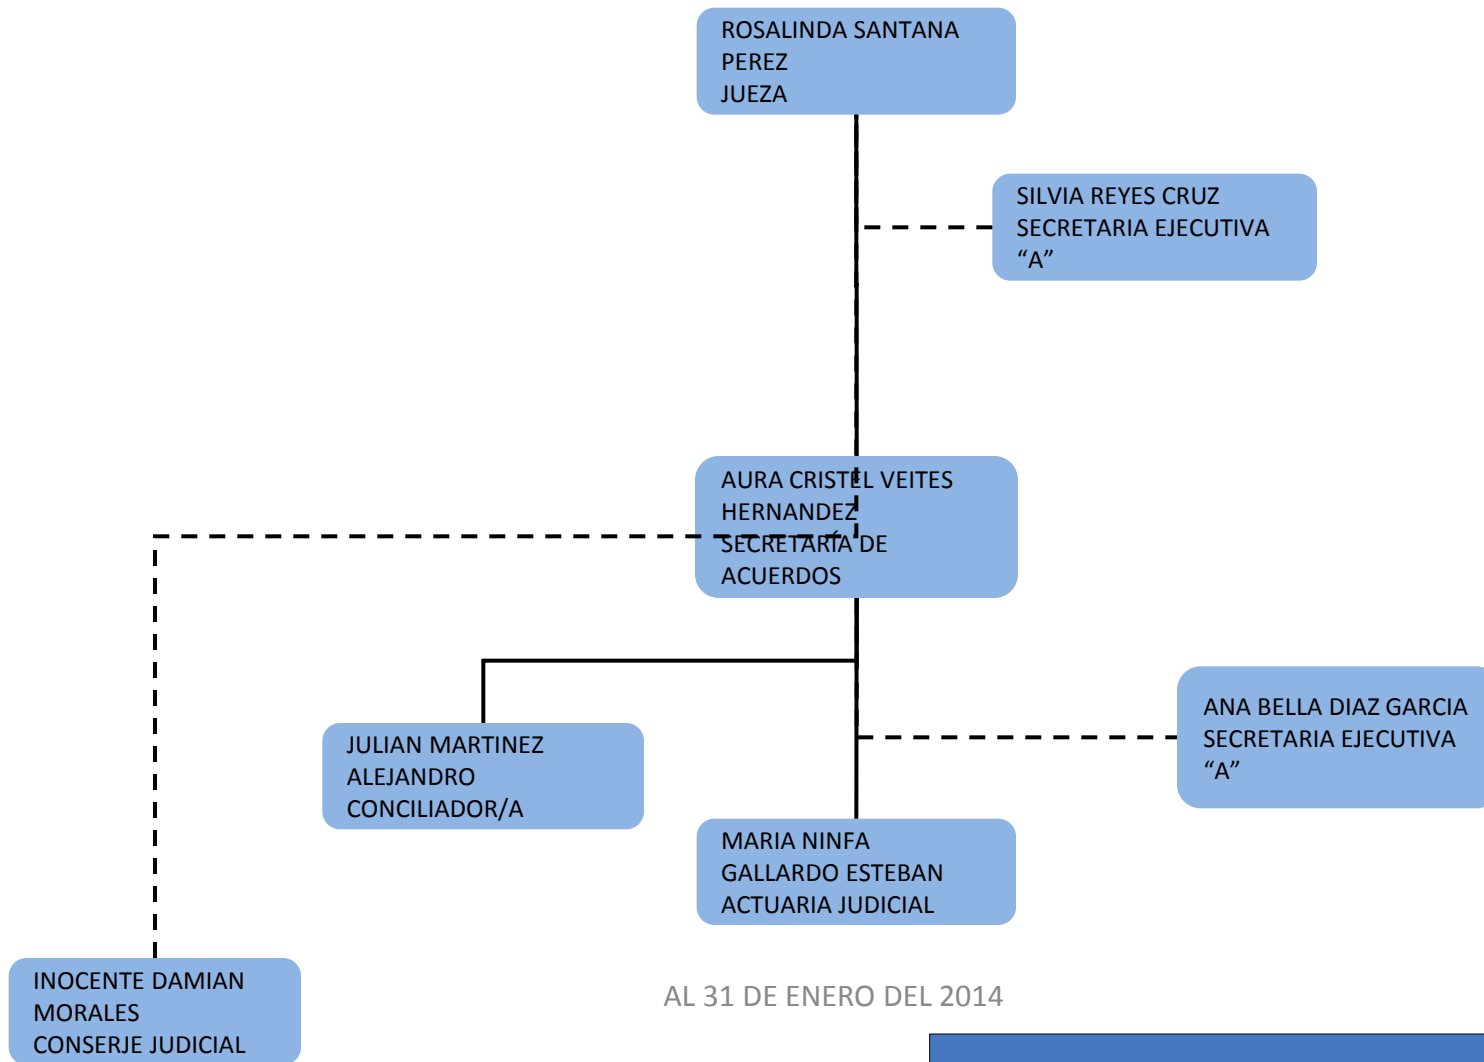 ROSALINDA SANTANA
PEREZ
JUEZA
SILVIA REYES CRUZ
SECRETARIA EJECUTIVA
“A”
AURA CRISTEL VEITES
HERNANDEZ
SECRETARÍA DE
ACUERDOS
JULIAN MARTINEZ
ALEJANDRO
CONCILIADOR/A
ANA BELLA DIAZ GARCIA
SECRETARIA EJECUTIVA
“A”
MARIA NINFA
GALLARDO ESTEBAN
ACTUARIA JUDICIAL
INOCENTE DAMIAN
MORALES
CONSERJE JUDICIAL
AL 31 DE ENERO DEL 2014